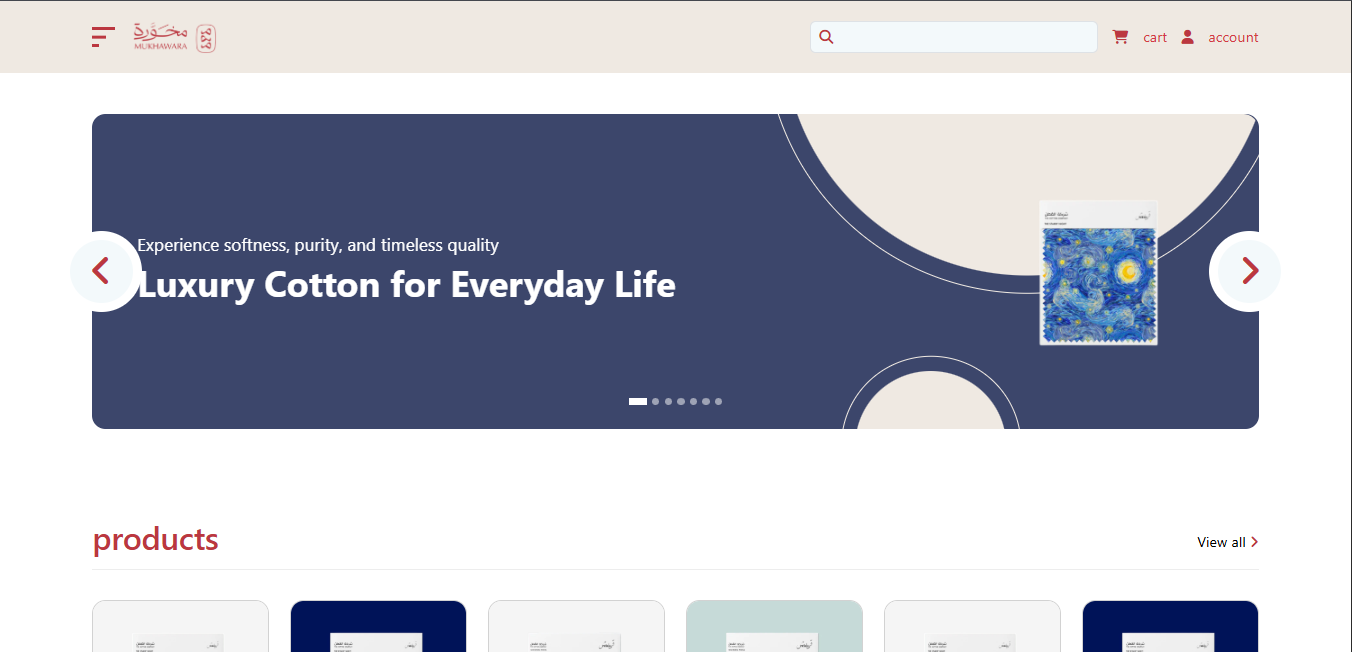 مخوّرة
MUKHAWARA
cart
account
Experience softness, purity, and timeless quality
Luxury Cotton for Everyday Life
products
View all